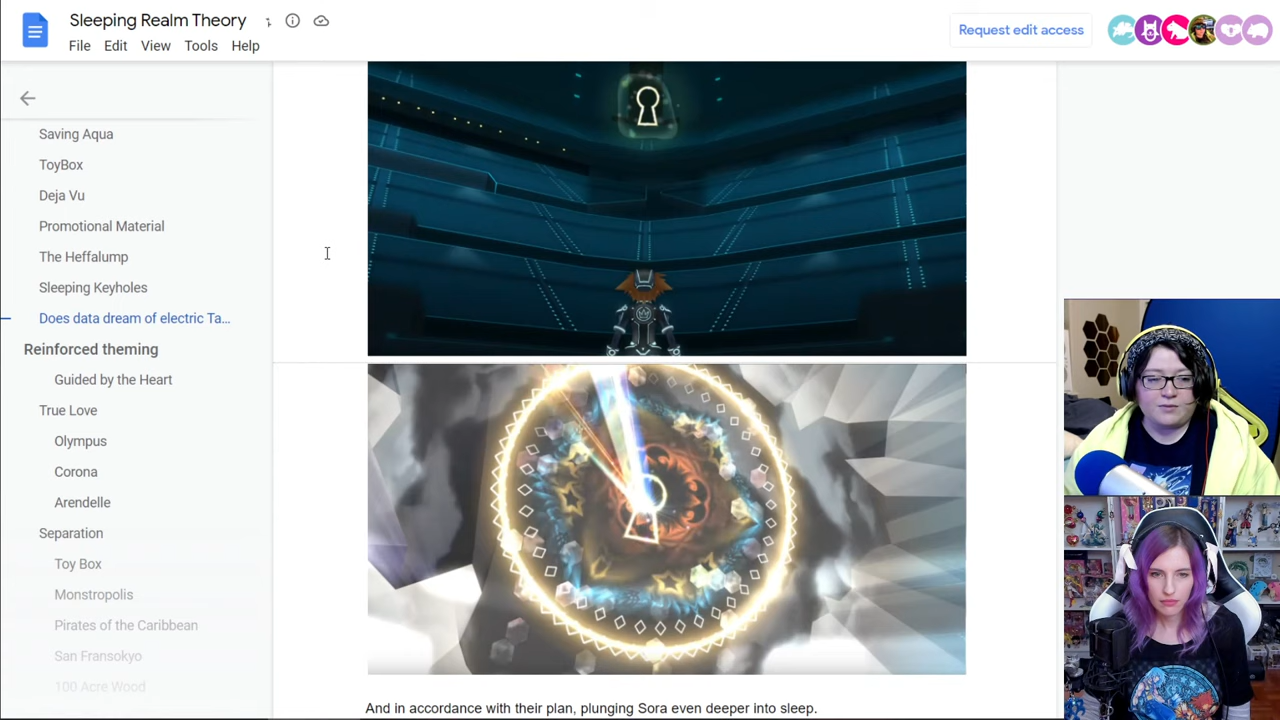 Sleeping Realm Theory
File Edit View Tools Help
Request edit access
Saving Aqua
ToyBox
Deja Vu
Promotional Material
The Heffalump
Sleeping Keyholes
Does data dream of electric Ta...
Reinforced theming
Guided by the Heart
True Love
Olympus
Corona
Arendelle
Separation
Toy Box
Monstropolis
Pirates of the Caribbean
San Fransokyo
100 Acre Wood
And in accordance with their plan, plunging Sora even deeper into sleep.